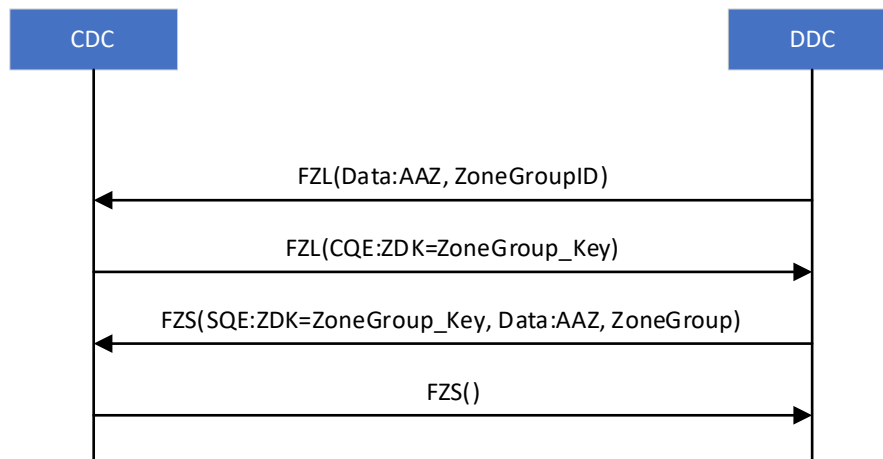 CDC
DDC
FZL(Data:AAZ, ZoneGroupID)
FZL(CQE:ZDK=ZoneGroup_Key)
FZS(SQE:ZDK=ZoneGroup_Key, Data:AAZ, ZoneGroup)
FZS()